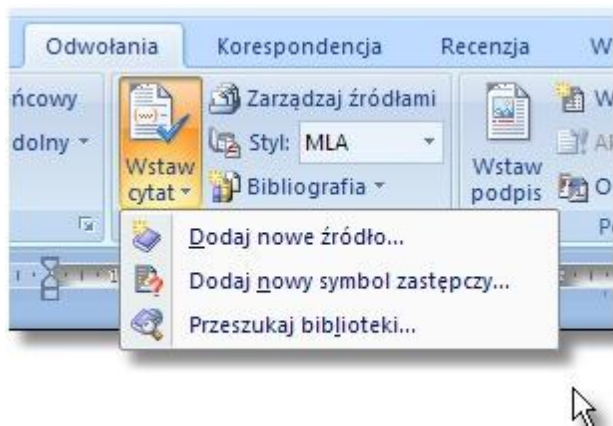 Odwołania Korespondencja Recenzja
Zarządzaj źródłami
Styl: MLA
Wstaw cytat
Bibliografia
Wstaw podpis
dolny
Dodaj nowe źródło...
Dodaj nowy symbol zastępczy...
Przeszukaj biblioteki...